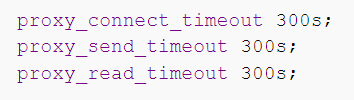 proxy_connect_timeout 300s;
proxy_send_timeout 300s;
proxy_read_timeout 300s;